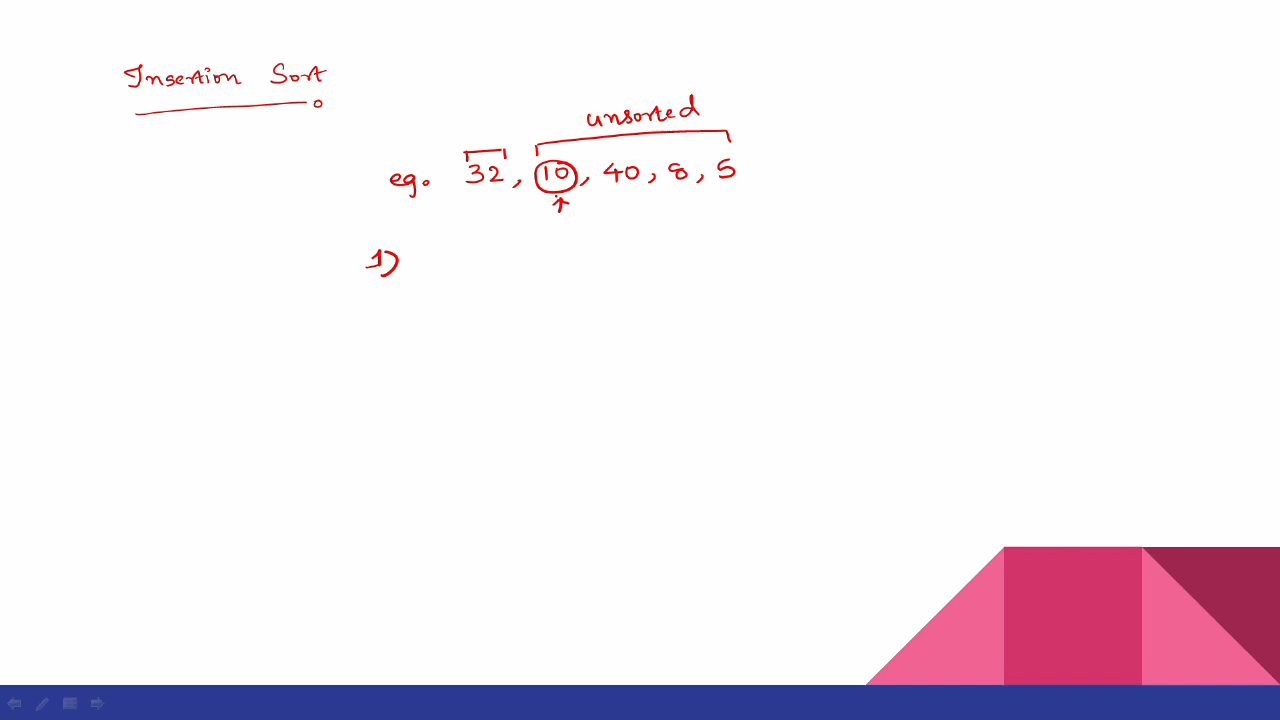 Insertion Sort
unsorted
eg. 32, 10, 40, 8, 5
1)